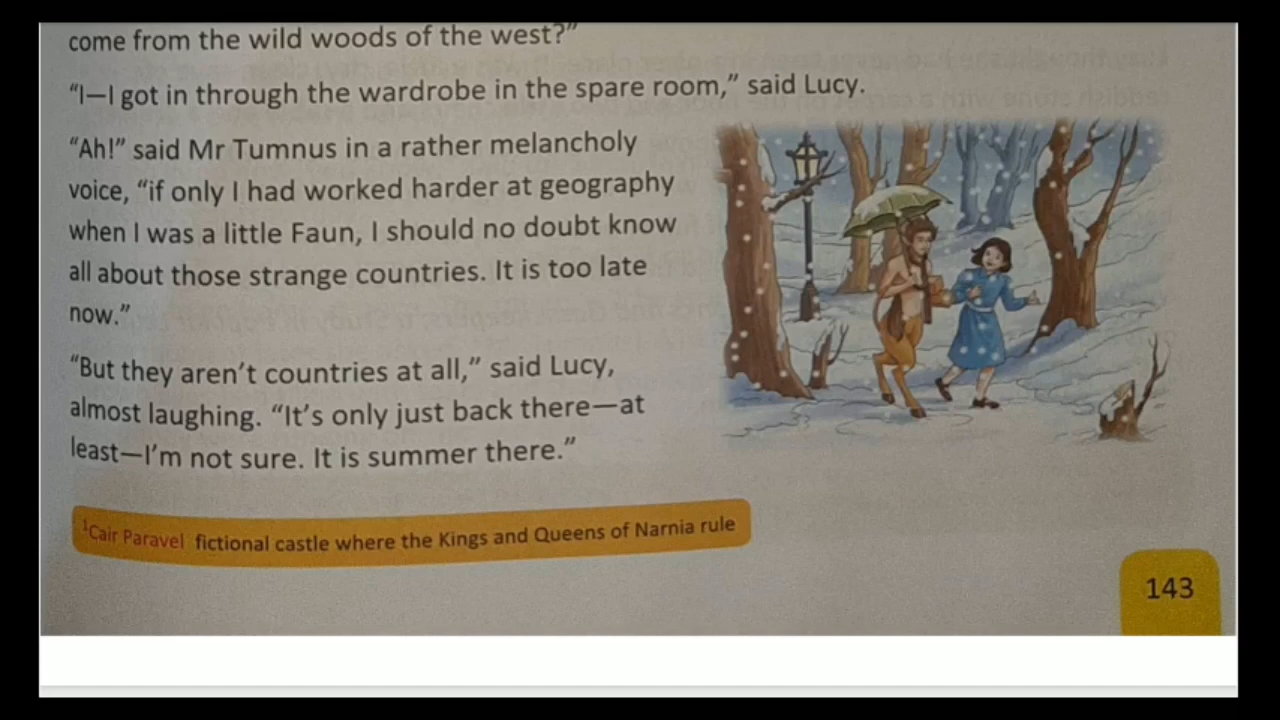 come from the wild woods of the west?”
“I—I got in through the wardrobe in the spare room,” said Lucy.
“Ah!” said Mr Tumnus in a rather melancholy
voice, “if only I had worked harder at geography
when I was a little Faun, I should no doubt know
all about those strange countries. It is too late
now.”
“But they aren’t countries at all,” said Lucy,
almost laughing. “It’s only just back there—at
least—I’m not sure. It is summer there.”
¹Cair Paravel fictional castle where the Kings and Queens of Narnia rule
143